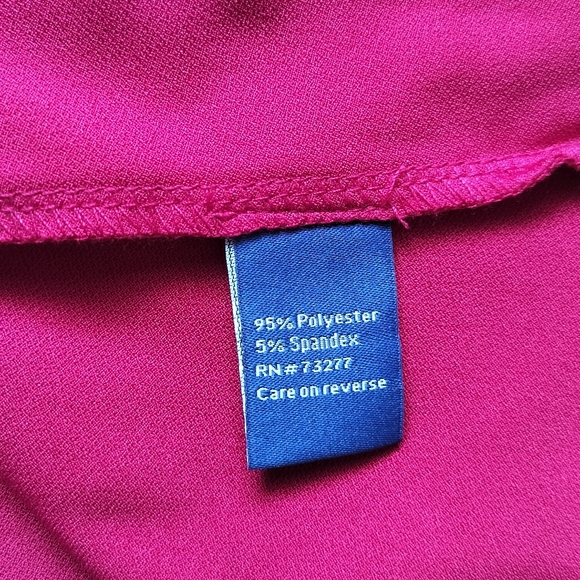 95% Polyester
5% Spandex
RN# 73277
Care on reverse